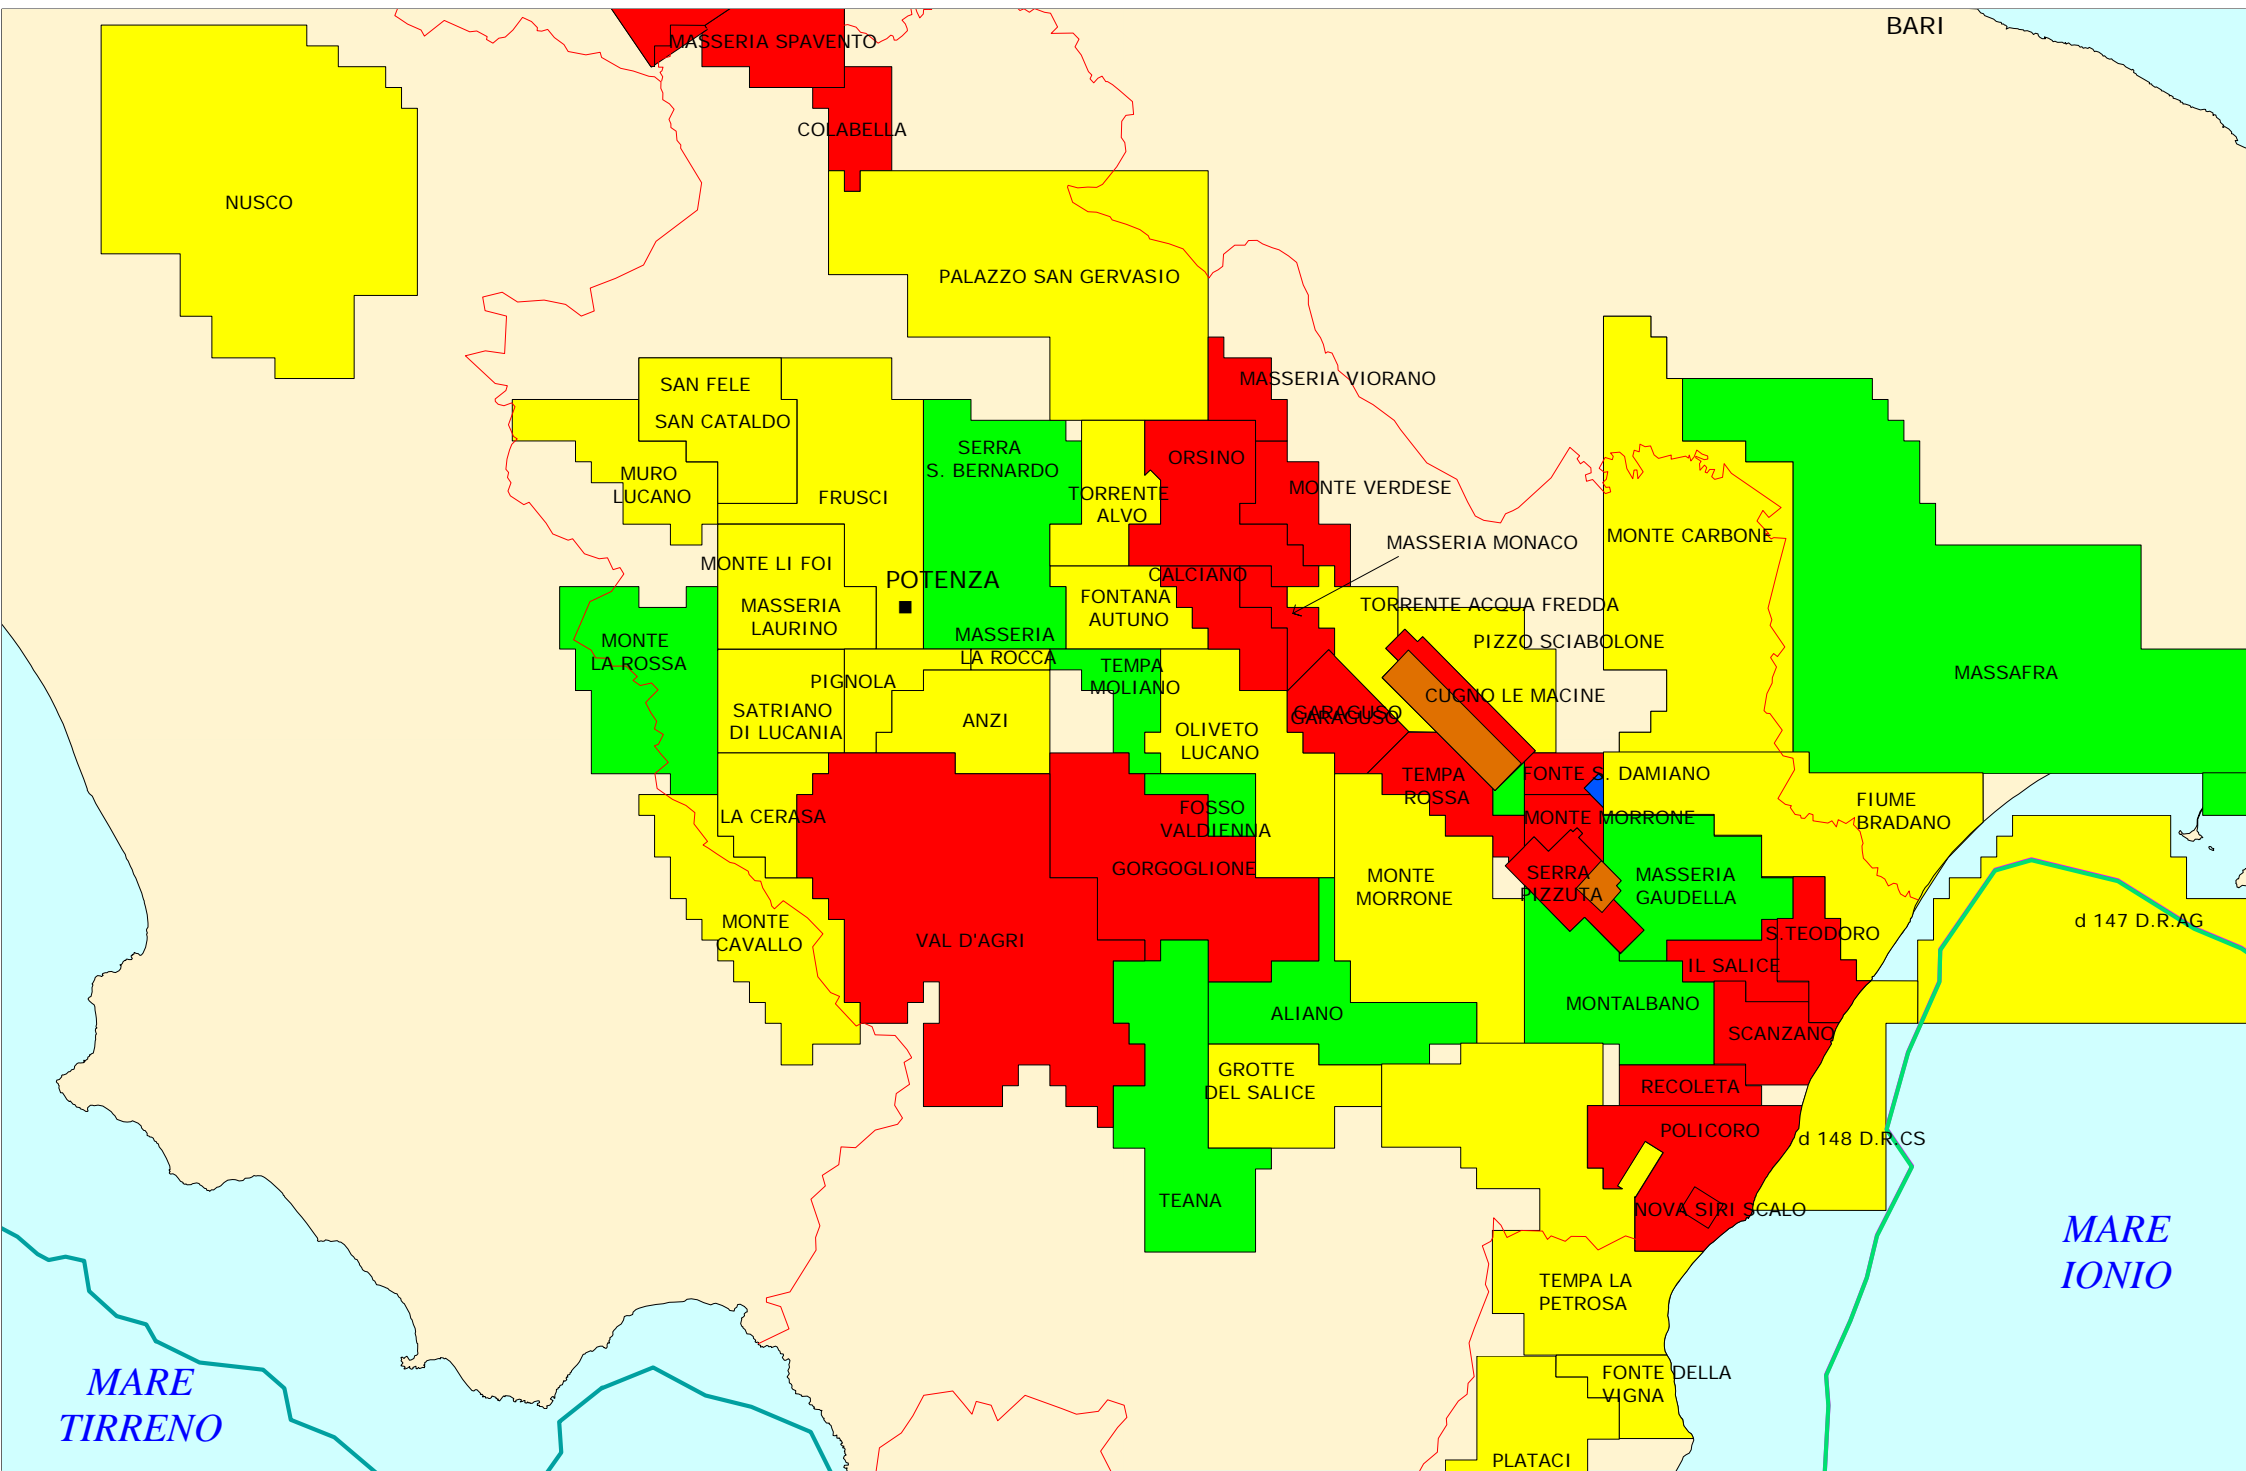 BARI
MASSERIA SPAVENTO
COLABELLA
NUSCO
PALAZZO SAN GERVASIO
MASSERIA VIORANO
SAN FELE
SAN CATALDO
MURO
LUCANO
FRUSCI
SERRA
S. BERNARDO
TORRENTE
ALVO
ORSINO
MONTE VERDESE
MASSERIA MONACO
MONTE CARBONE
MONTE LI FOI
POTENZA
CALCIANO
FONTANA
AUTUNO
MASSERIA
LAURINO
TORRENTE ACQUA FREDDA
PIZZO SCIABOLONE
MONTE
LA ROSSA
MASSERIA
LA ROCCA
TEMPA
MOLIANO
MASSAFRA
PIGNOLA
CUGNO LE MACINE
SATRIANO
DI LUCANIA
ANZI
GARAGUSO
GARAGUSO
OLIVETO
LUCANO
TEMPA
ROSSA
FONTE S. DAMIANO
FIUME
BRADANO
LA CERASA
FOSSO
VALDIENNA
MONTE MORRONE
GORGOGLIONE
MONTE
MORRONE
SERRA
PIZZUTA
MASSERIA
GAUDELLA
MONTE
CAVALLO
VAL D'AGRI
S.TEODORO
d 147 D.R.AG
IL SALICE
ALIANO
MONTALBANO
SCANZANO
GROTTE
DEL SALICE
RECOLETA
POLICORO
d 148 D.R.CS
TEANA
NOVA SIRI SCALO
MARE
IONIO
TEMPA LA
PETROSA
MARE
TIRRENO
FONTE DELLA
VIGNA
PLATACI